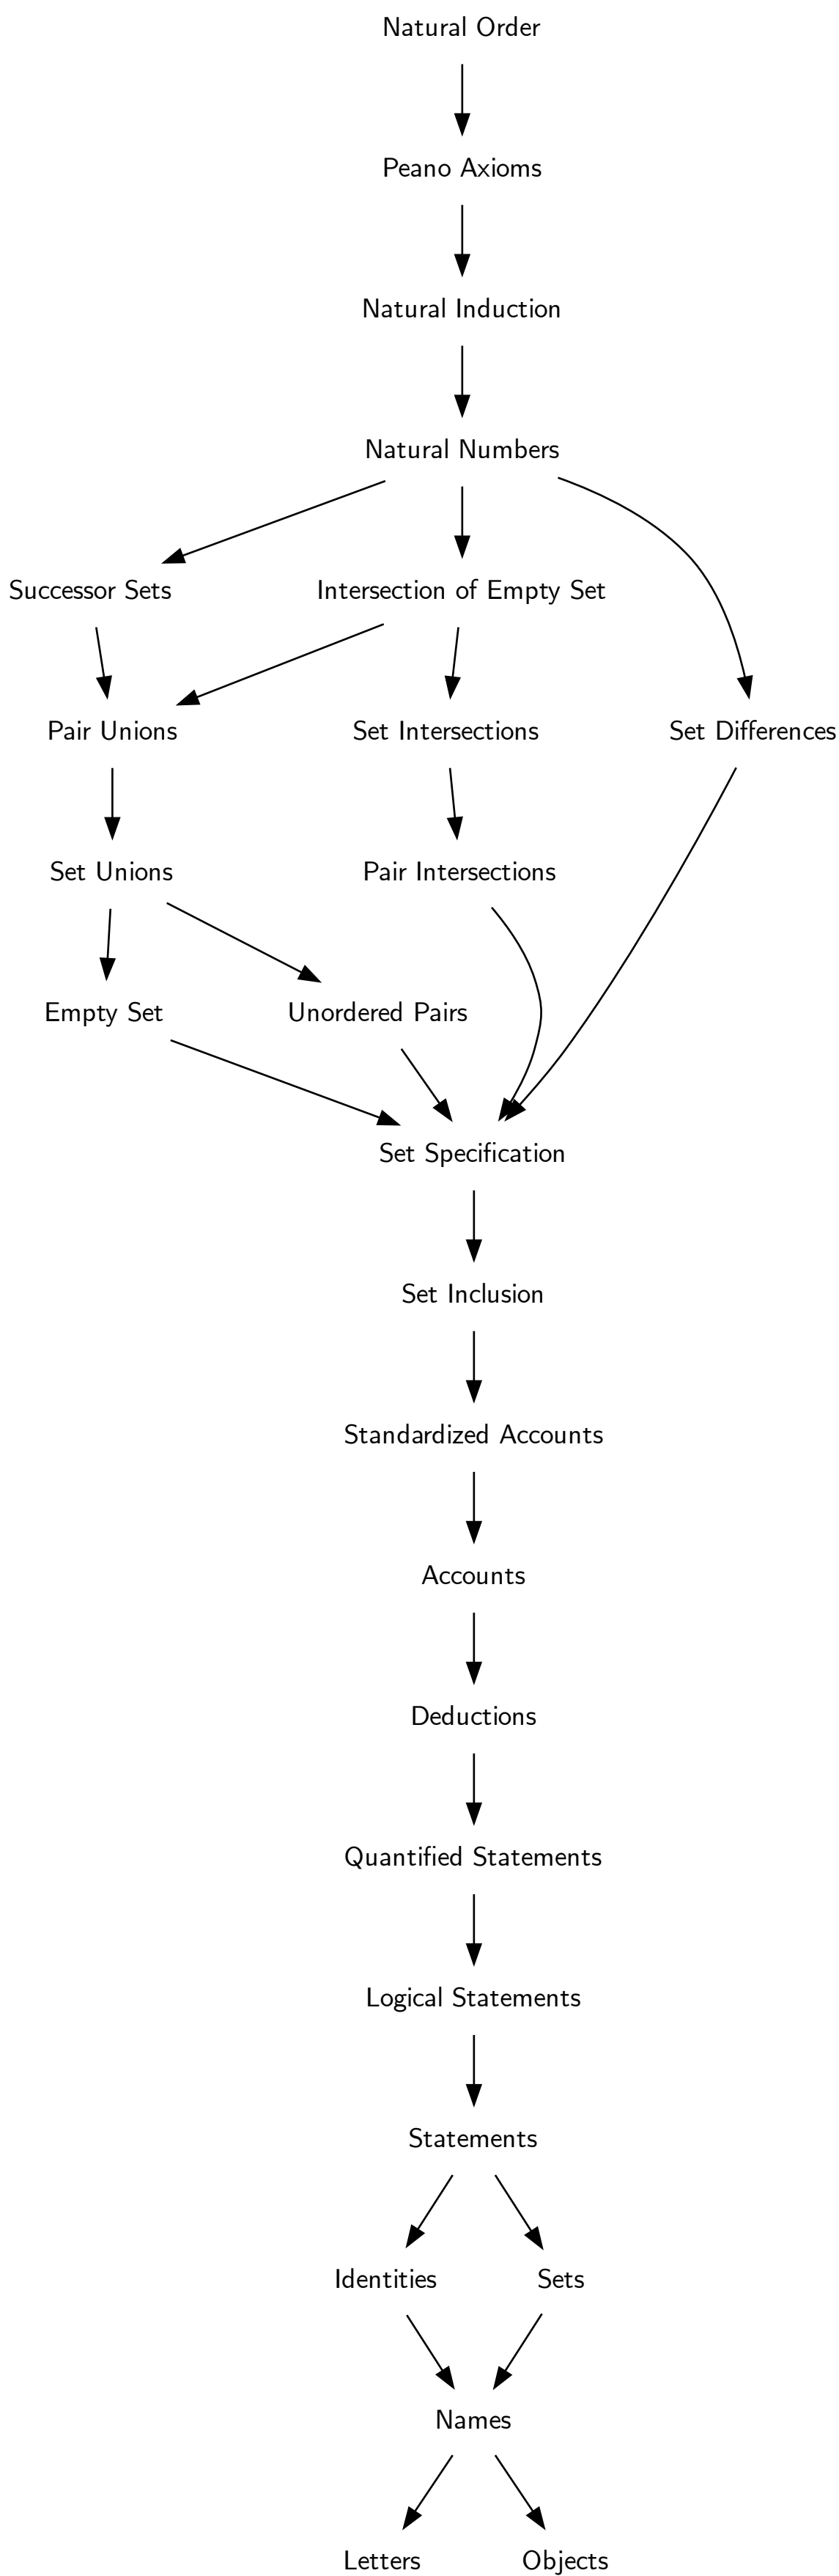 Natural Order
Peano Axioms
Natural Induction
Natural Numbers
Successor Sets
Intersection of Empty Set
Pair Unions
Set Intersections
Set Differences
Set Unions
Pair Intersections
Empty Set
Unordered Pairs
Set Specification
Set Inclusion
Standardized Accounts
Accounts
Deductions
Quantified Statements
Logical Statements
Statements
Identities
Sets
Names
Letters
Objects